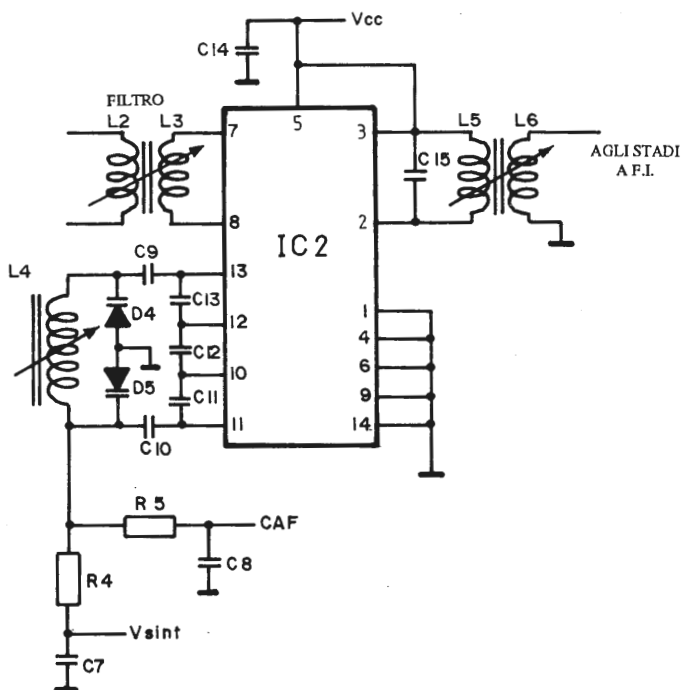 Vcc
C14
FILTRO
L2 L3
L5 L6
7
5
3
C15
AGLI STADI
A F.I.
8
2
IC2
C9
L4
13
C13
D4
12
C12
10
D5
C11
11
C10
1
4
6
9
14
R5
CAF
C8
R4
Vsint
C7